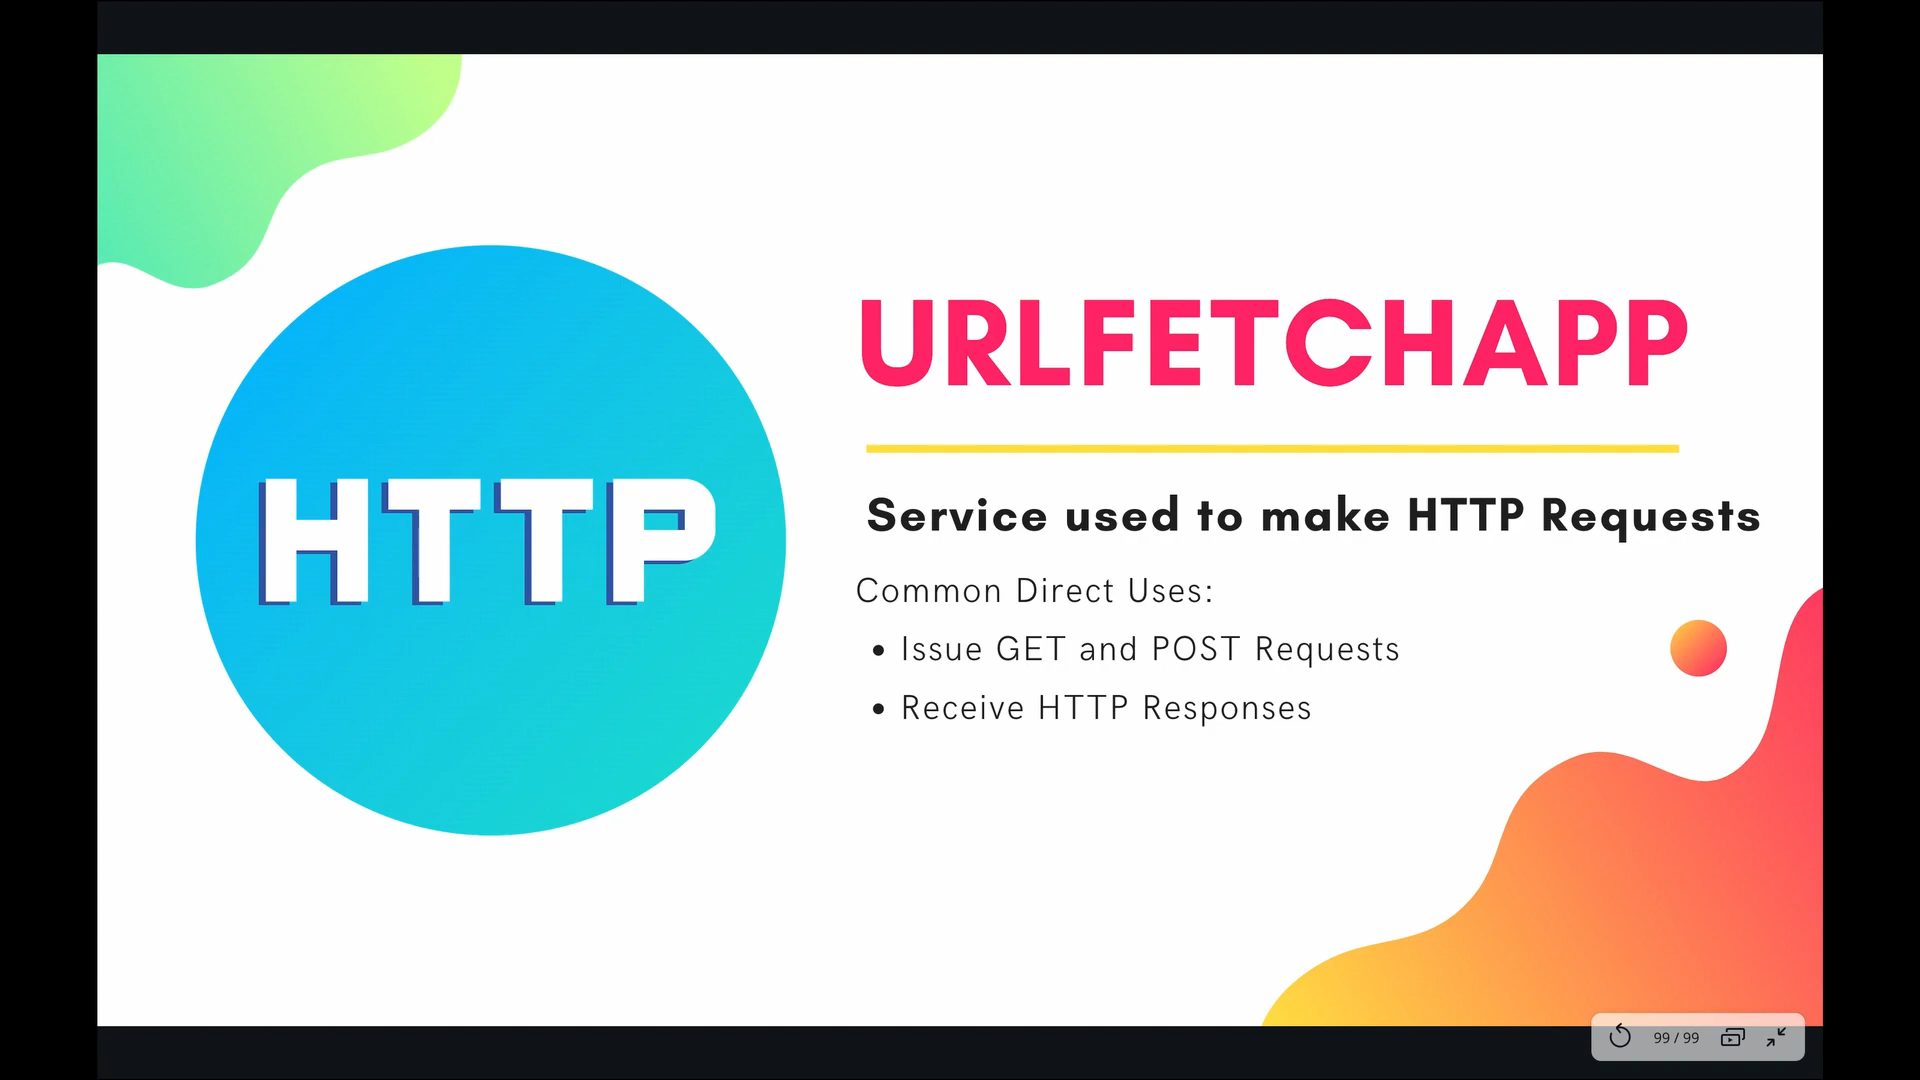 HTTP
URLFETCHAPP
Service used to make HTTP Requests
Common Direct Uses:
• Issue GET and POST Requests
• Receive HTTP Responses
99 / 99